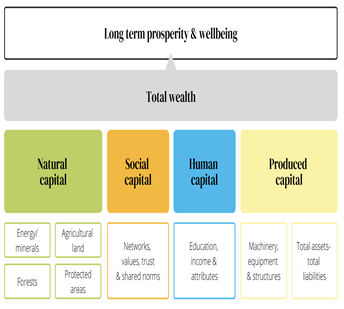 Long term prosperity & wellbeing
Total wealth
Natural
capital
Social
capital
Human
capital
Produced
capital
Energy/
minerals
Agricultural
land
Forests
Protected
areas
Networks,
values, trust
& shared norms
Education,
income &
attributes
Machinery,
equipment
& structures
Total assets-
total
liabilities